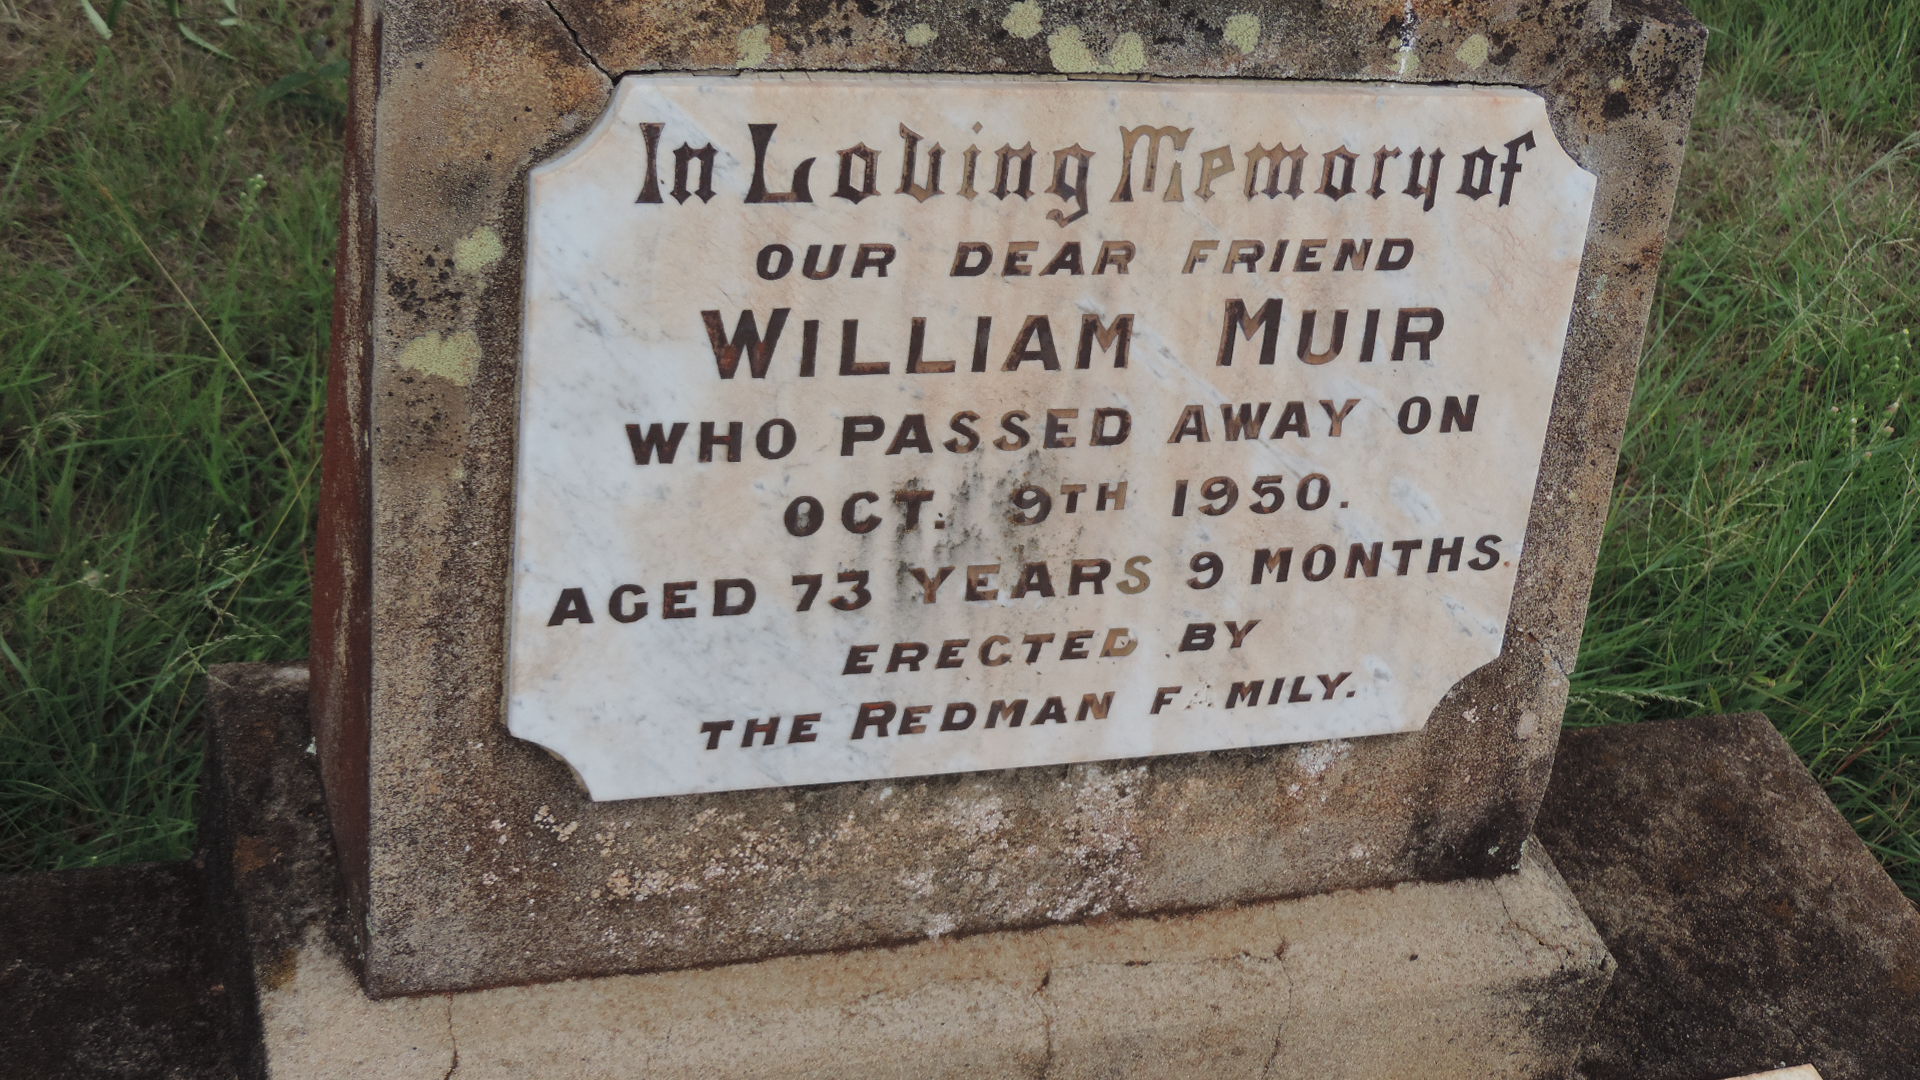 In Loving Memory of
OUR DEAR FRIEND
WILLIAM MUIR
WHO PASSED AWAY ON
OCT. 9TH 1950.
AGED 73 YEARS 9 MONTHS.
ERECTED BY
THE REDMAN FAMILY.